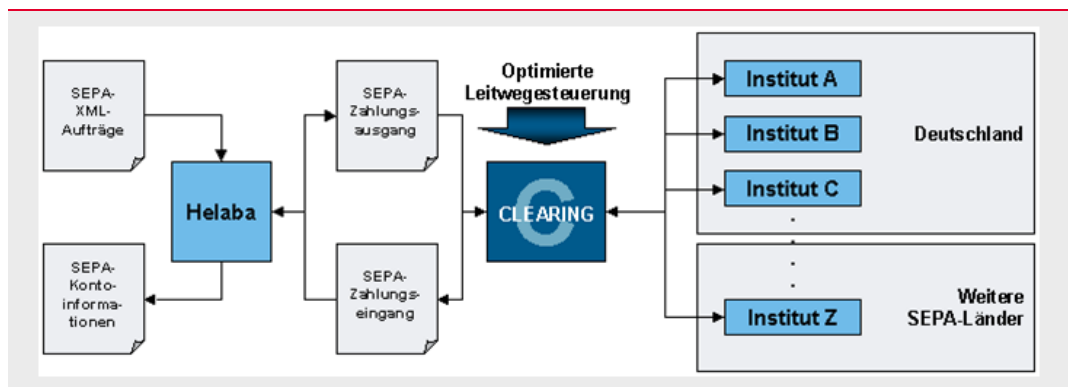 SEPA-
XML-
Aufträge
SEPA-
Konto-
informa-
tionen
Helaba
SEPA-
Zahlungs-
ausgang
SEPA-
Zahlungs-
eingang
Optimierte
Leitwegesteuerung
C
CLEARING
Institut A
Institut B
Institut C
Deutschland
Institut Z
Weitere
SEPA-Länder